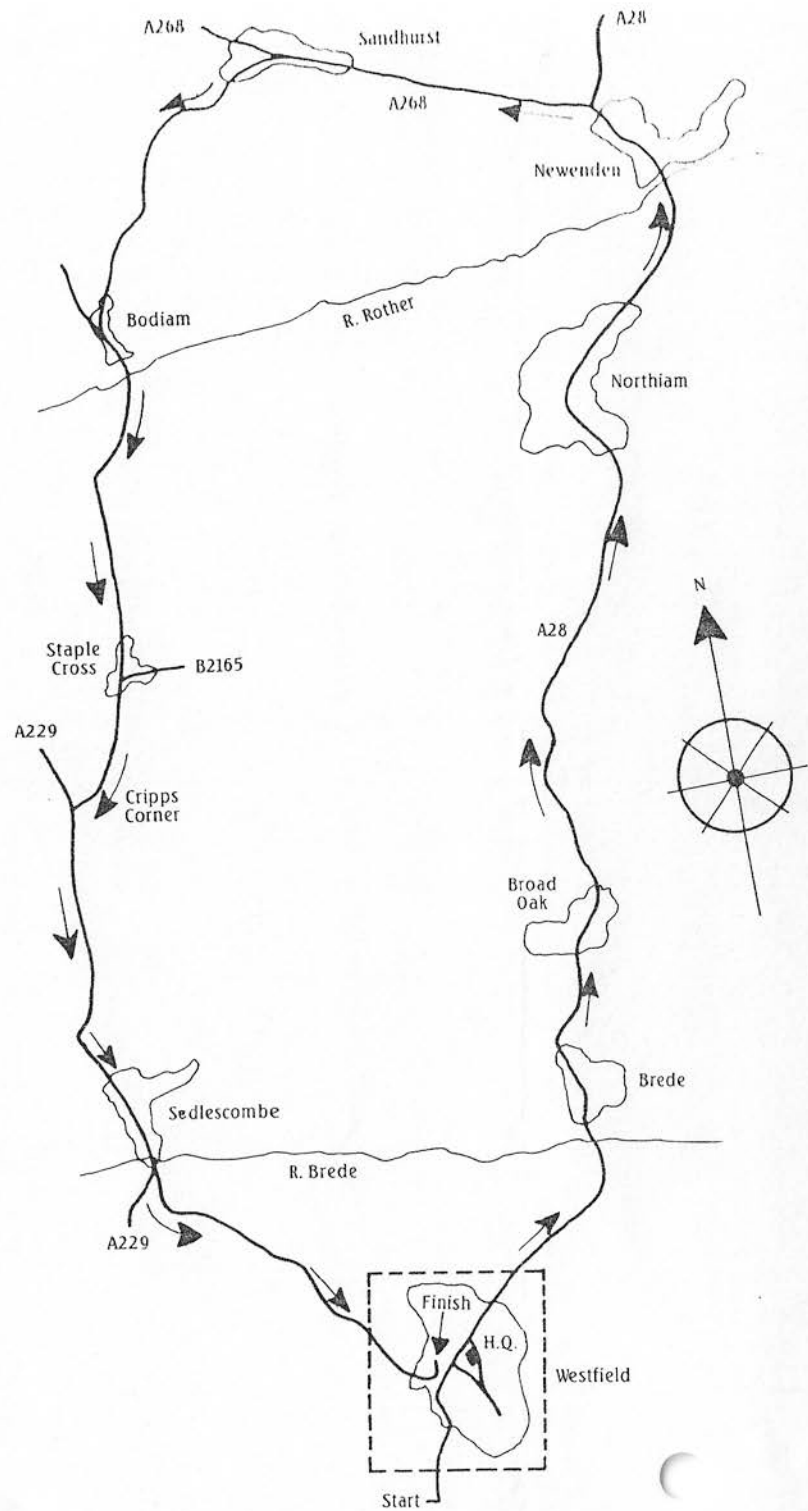 A268
Sandhurst
A28
A268
Newenden
Bodiam
R. Rother
Northiam
N
A28
Staple
Cross
B2165
A229
Cripps
Corner
Broad
Oak
Brede
Sedlescombe
R. Brede
A229
Finish
H.Q.
Westfield
Start